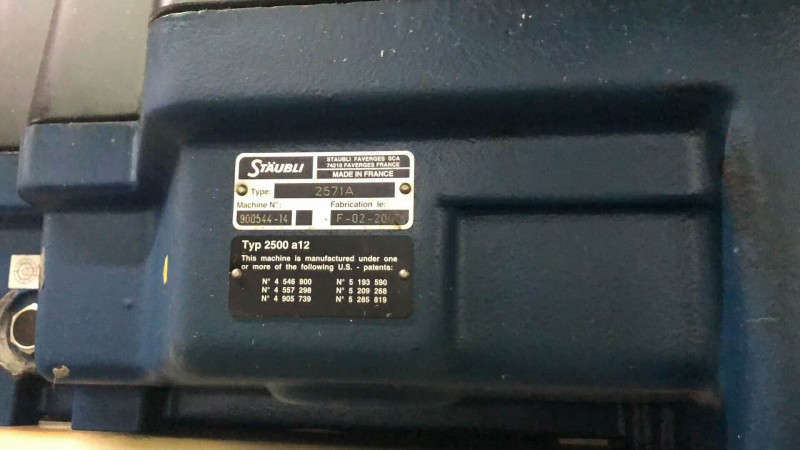 STÄUBLI
STAUBLI FAVERGES SCA
74210 FAVERGES FRANCE
MADE IN FRANCE
Type: 2571A
Machine N°: Fabrication le:
900544-14 F-02-
Typ 2500 a12
This machine is manufactured under one
or more of the following U.S. - patents:
N° 4 546 800 N° 5 193 590
N° 4 557 298 N° 5 209 268
N° 4 905 739 N° 5 285 819